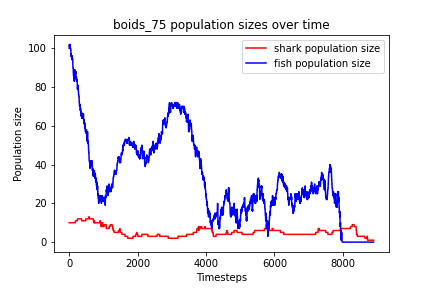 boids_75 population sizes over time
shark population size
fish population size
Population size
100
80
60
40
20
0
0 2000 4000 6000 8000
Timesteps